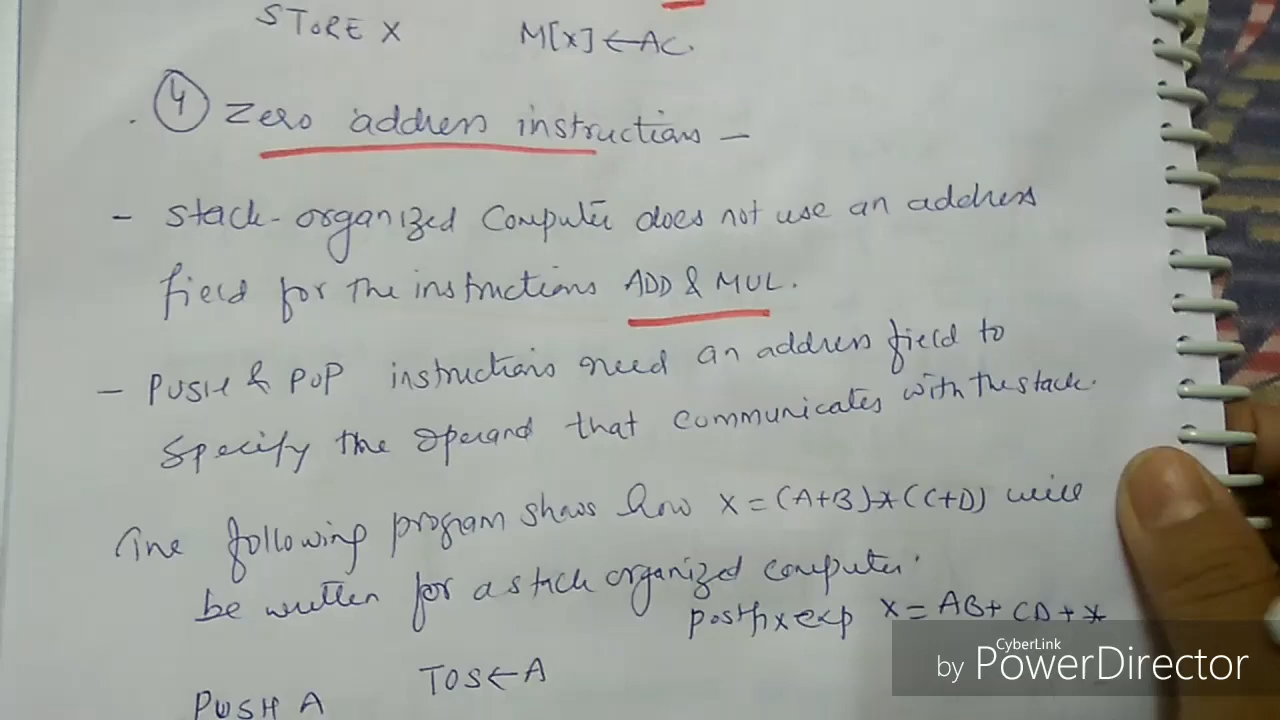 STORE X M[X] ← AC.
. ④ Zero address instructions —
- Stack-organized Computer does not use an address
field for the instructions ADD & MUL.
- PUSH & POP instructions need an address field to
Specify the operand that communicates with the stack.
The following program shows how X = (A+B)*(C+D) will
be written for a stack organized computer.
postfix exp X = AB+ CD+*
TOS ← A
PUSH A
CyberLink
by PowerDirector